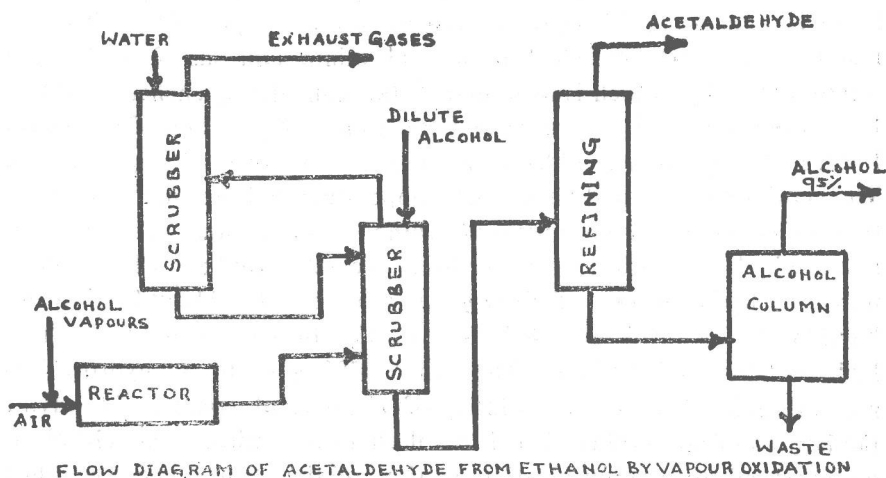 WATER
EXHAUST GASES
ACETALDEHYDE
DILUTE
ALCOHOL
SCRUBBER
SCRUBBER
REFINING
ALCOHOL
95%
ALCOHOL
COLUMN
ALCOHOL
VAPOURS
REACTOR
AIR
WASTE
FLOW DIAGRAM OF ACETALDEHYDE FROM ETHANOL BY VAPOUR OXIDATION